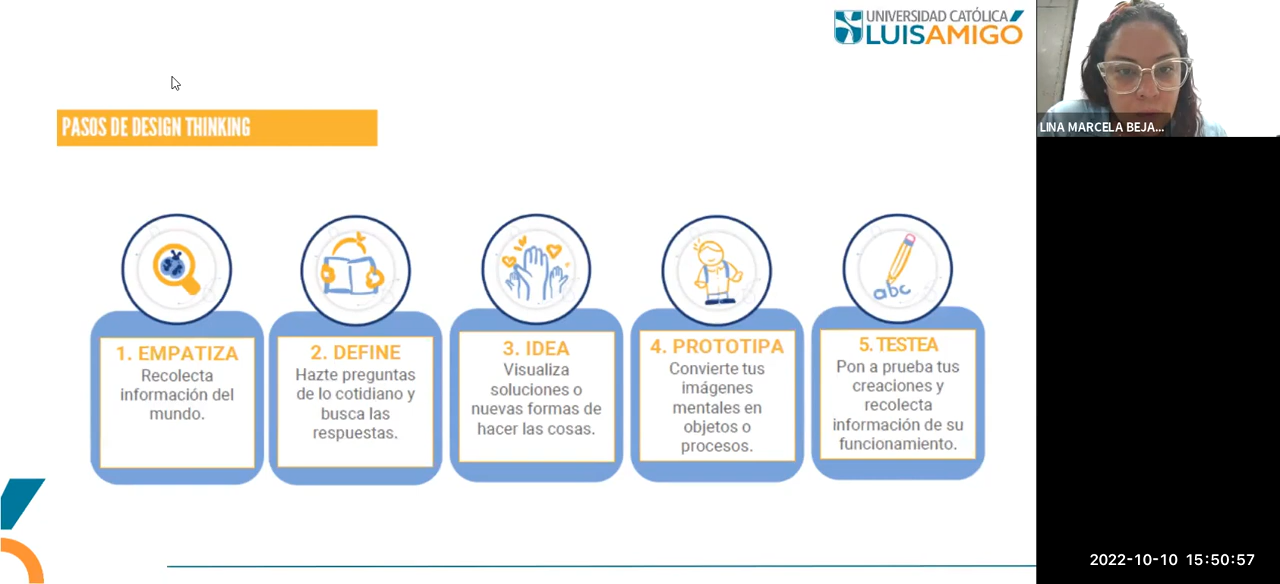 UNIVERSIDAD CATÓLICA
LUISAMIGÓ
LINA MARCELA BEJA...
PASOS DE DESIGN THINKING
1. EMPATIZA
Recolecta
información del
mundo.
2. DEFINE
Hazte preguntas
de lo cotidiano y
busca las
respuestas.
3. IDEA
Visualiza
soluciones o
nuevas formas de
hacer las cosas.
4. PROTOTIPA
Convierte tus
imágenes
mentales en
objetos o
procesos.
abc
5. TESTEA
Pon a prueba tus
creaciones y
recolecta
información de su
funcionamiento.
2022-10-10 15:50:57